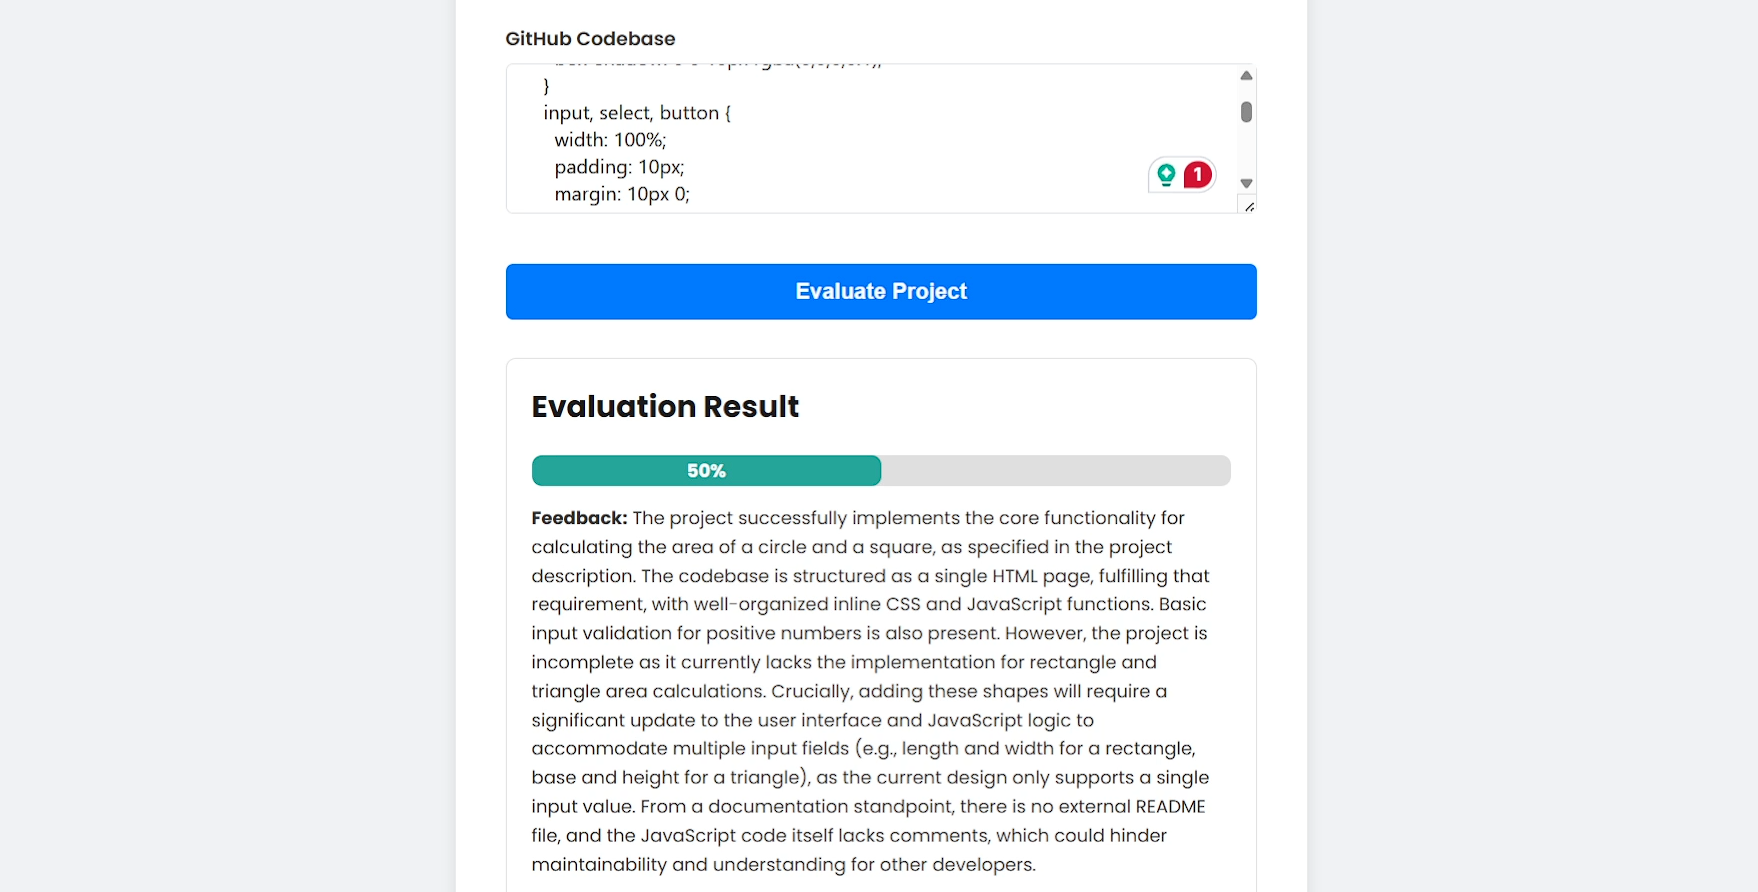 GitHub Codebase
}
input, select, button {
width: 100%;
padding: 10px;
margin: 10px 0;
1
Evaluate Project
Evaluation Result
50%
Feedback: The project successfully implements the core functionality for
calculating the area of a circle and a square, as specified in the project
description. The codebase is structured as a single HTML page, fulfilling that
requirement, with well-organized inline CSS and JavaScript functions. Basic
input validation for positive numbers is also present. However, the project is
incomplete as it currently lacks the implementation for rectangle and
triangle area calculations. Crucially, adding these shapes will require a
significant update to the user interface and JavaScript logic to
accommodate multiple input fields (e.g., length and width for a rectangle,
base and height for a triangle), as the current design only supports a single
input value. From a documentation standpoint, there is no external README
file, and the JavaScript code itself lacks comments, which could hinder
maintainability and understanding for other developers.